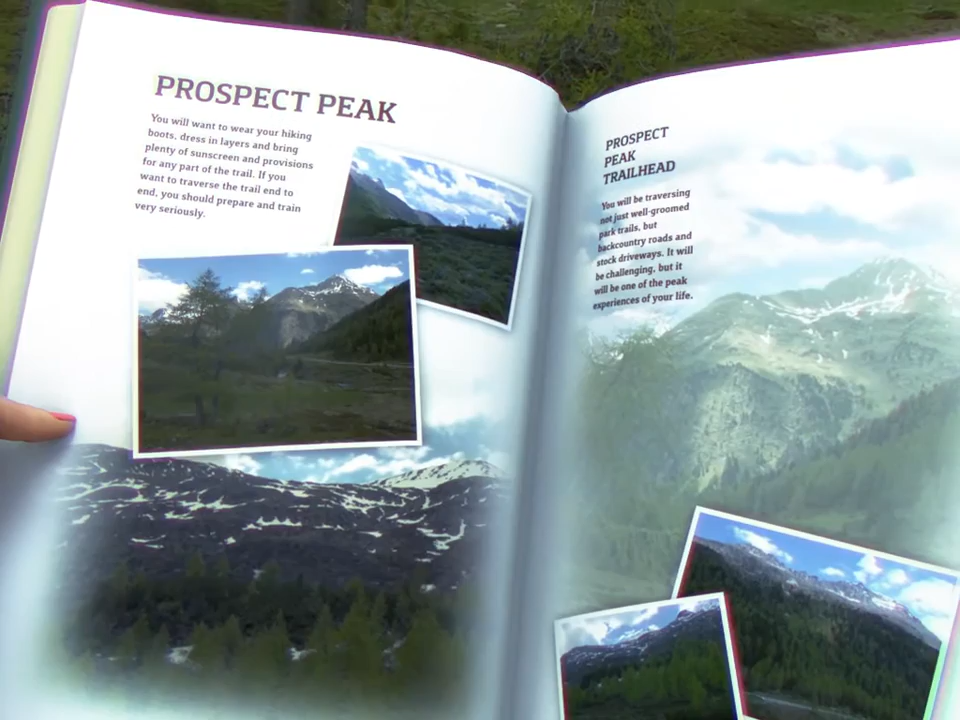 PROSPECT PEAK
You will want to wear your hiking
boots, dress in layers and bring
plenty of sunscreen and provisions
for any part of the trail. If you
want to traverse the trail end to
end, you should prepare and train
very seriously.
PROSPECT
PEAK
TRAILHEAD
You will be traversing
not just well-groomed
park trails, but
backcountry roads and
stock driveways. It will
be challenging, but it
will be one of the peak
experiences of your life.